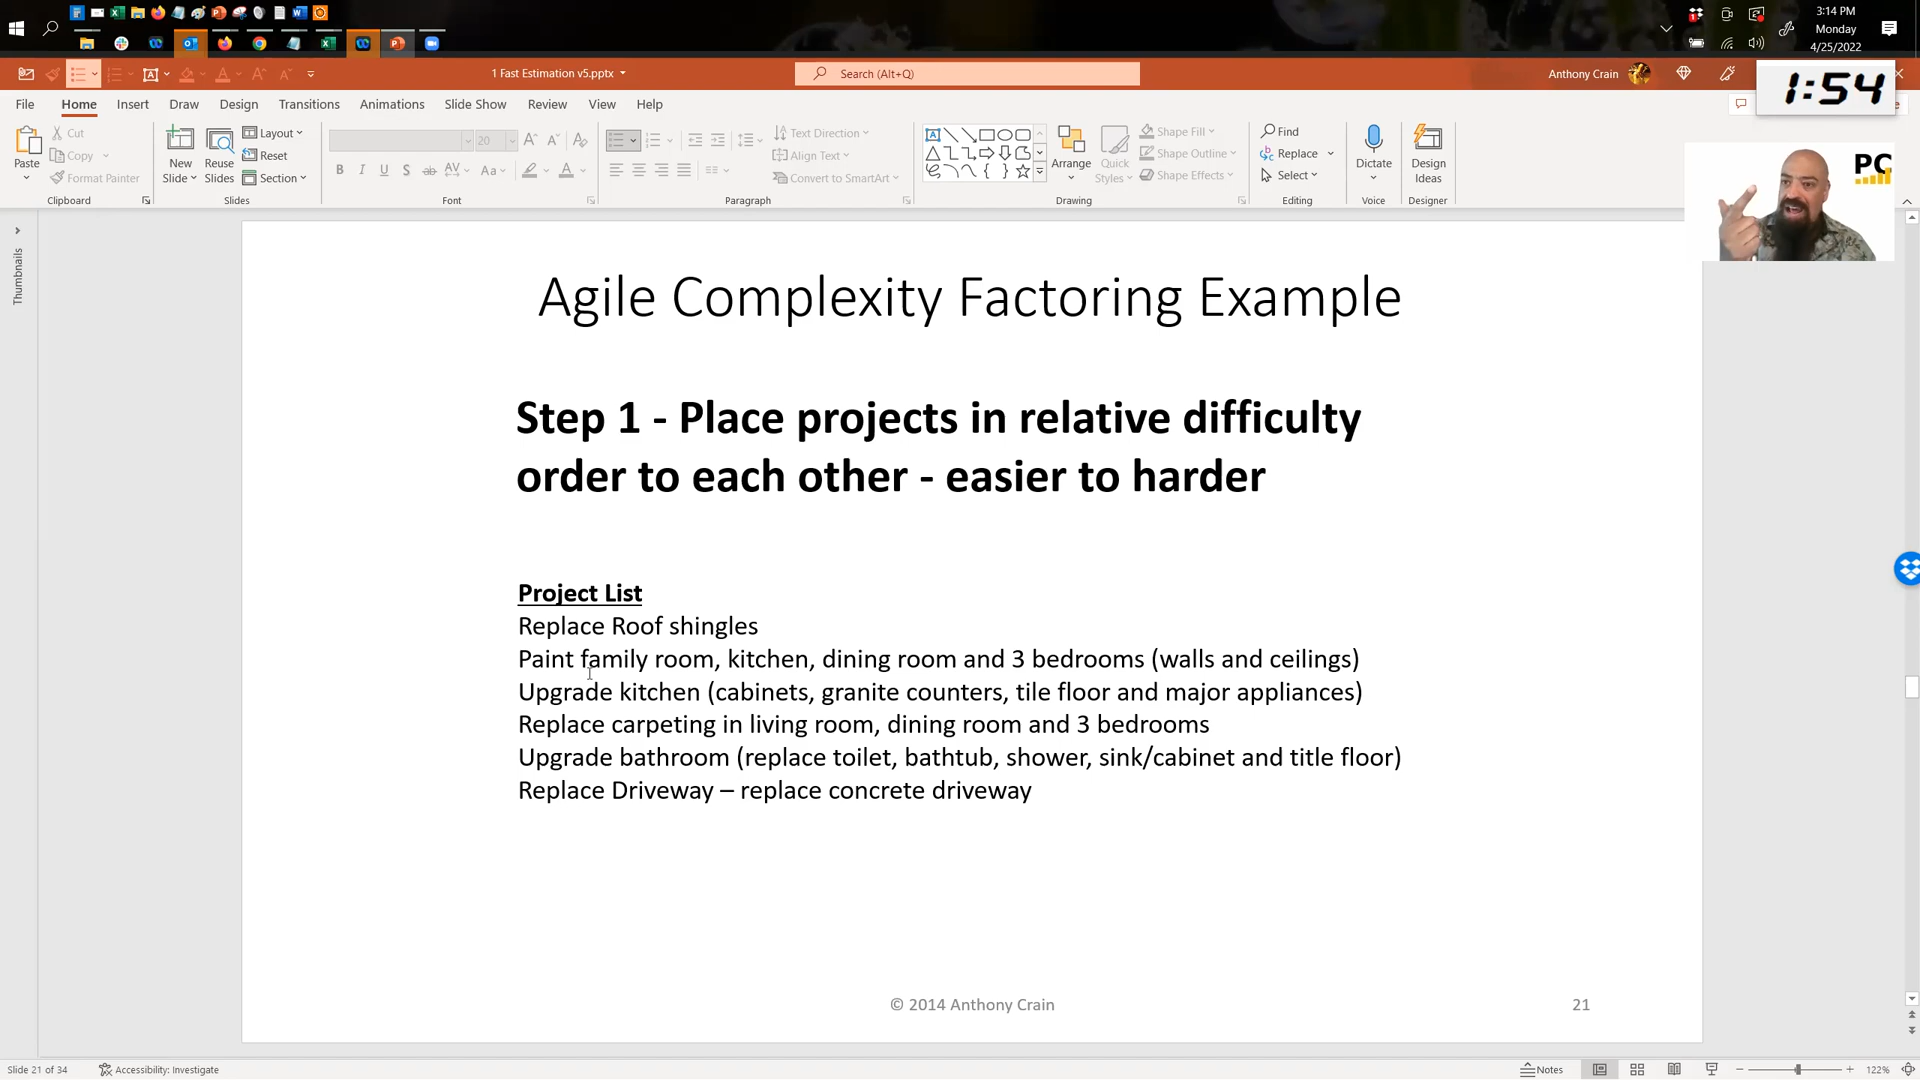 3:14 PM
Monday
4/25/2022
1 Fast Estimation v5.pptx
Search (Alt+Q)
Anthony Crain
1:54
File Home Insert Draw Design Transitions Animations Slide Show Review View Help
Paste
Cut
Copy
Format Painter
Clipboard
New Slide
Reuse Slides
Layout
Reset
Section
Slides
20
Font
Text Direction
Align Text
Convert to SmartArt
Paragraph
Arrange
Quick Styles
Shape Fill
Shape Outline
Shape Effects
Drawing
Find
Replace
Select
Editing
Dictate
Voice
Design Ideas
Designer
PC
Thumbnails
Agile Complexity Factoring Example
Step 1 - Place projects in relative difficulty
order to each other - easier to harder
Project List
Replace Roof shingles
Paint family room, kitchen, dining room and 3 bedrooms (walls and ceilings)
Upgrade kitchen (cabinets, granite counters, tile floor and major appliances)
Replace carpeting in living room, dining room and 3 bedrooms
Upgrade bathroom (replace toilet, bathtub, shower, sink/cabinet and title floor)
Replace Driveway – replace concrete driveway
© 2014 Anthony Crain
21
Slide 21 of 34
Accessibility: Investigate
Notes
122%